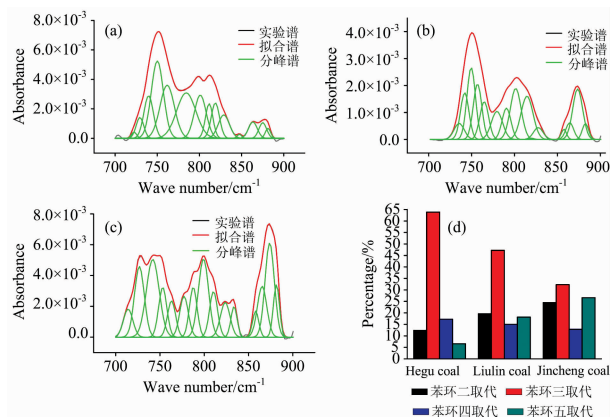 (a)
实验谱
拟合谱
分峰谱
8.0×10⁻³
6.0×10⁻³
4.0×10⁻³
2.0×10⁻³
0.0
Absorbance
700 750 800 850 900
Wave number/cm⁻¹
(b)
实验谱
拟合谱
分峰谱
4.0×10⁻³
3.0×10⁻³
2.0×10⁻³
1.0×10⁻³
0.0
Absorbance
700 750 800 850 900
Wave number/cm⁻¹
(c)
实验谱
拟合谱
分峰谱
8.0×10⁻³
6.0×10⁻³
4.0×10⁻³
2.0×10⁻³
0.0
Absorbance
700 750 800 850 900
Wave number/cm⁻¹
(d)
65
60
55
50
45
40
35
30
25
20
15
10
5
0
Percentage/%
Hegu coal Liulin coal Jincheng coal
苯环二取代 苯环三取代
苯环四取代 苯环五取代